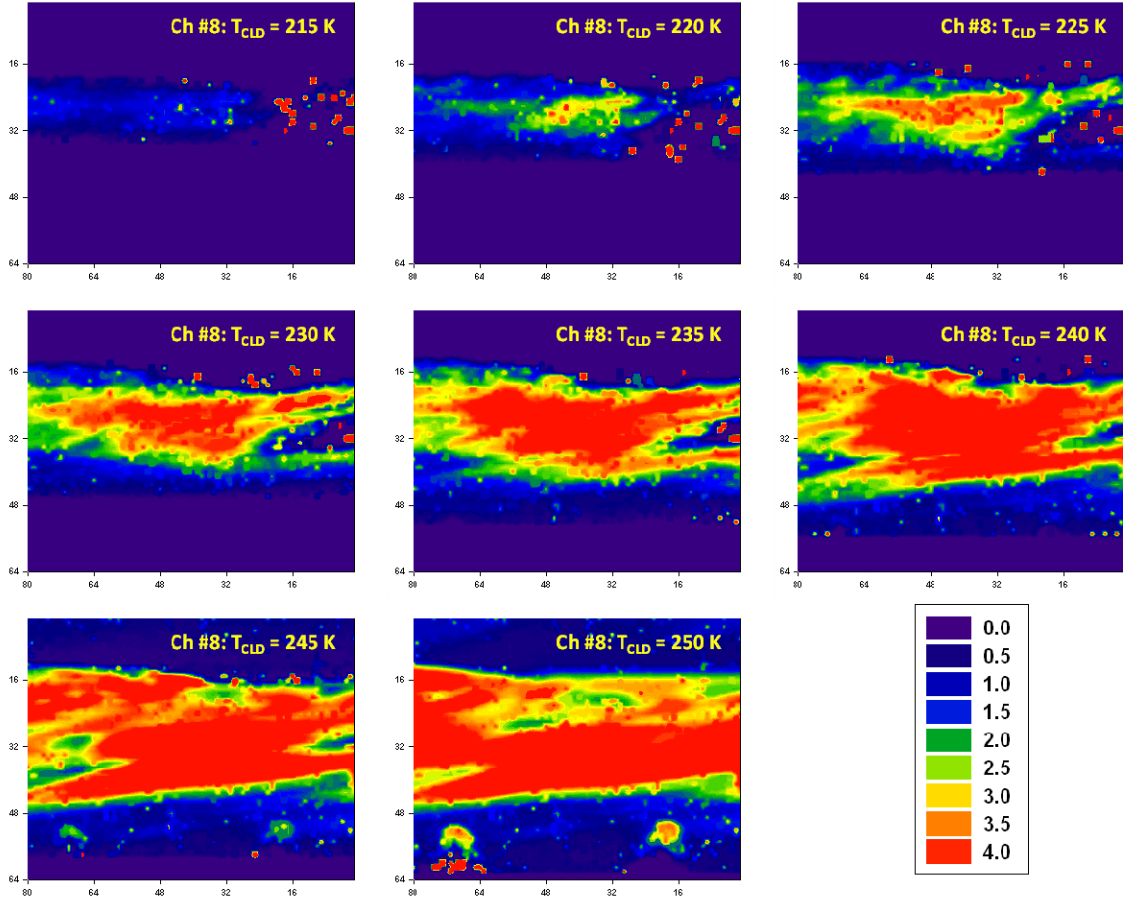 Ch #8: TCLD = 215 K
16
32
48
64
80 64 48 32 16
Ch #8: TCLD = 220 K
16
32
48
64
80 64 48 32 16
Ch #8: TCLD = 225 K
16
32
48
64
80 64 48 32 16
Ch #8: TCLD = 230 K
16
32
48
64
80 64 48 32 16
Ch #8: TCLD = 235 K
16
32
48
64
80 64 48 32 16
Ch #8: TCLD = 240 K
16
32
48
64
80 64 48 32 16
Ch #8: TCLD = 245 K
16
32
48
64
80 64 48 32 16
Ch #8: TCLD = 250 K
16
32
48
64
80 64 48 32 16
0.0
0.5
1.0
1.5
2.0
2.5
3.0
3.5
4.0